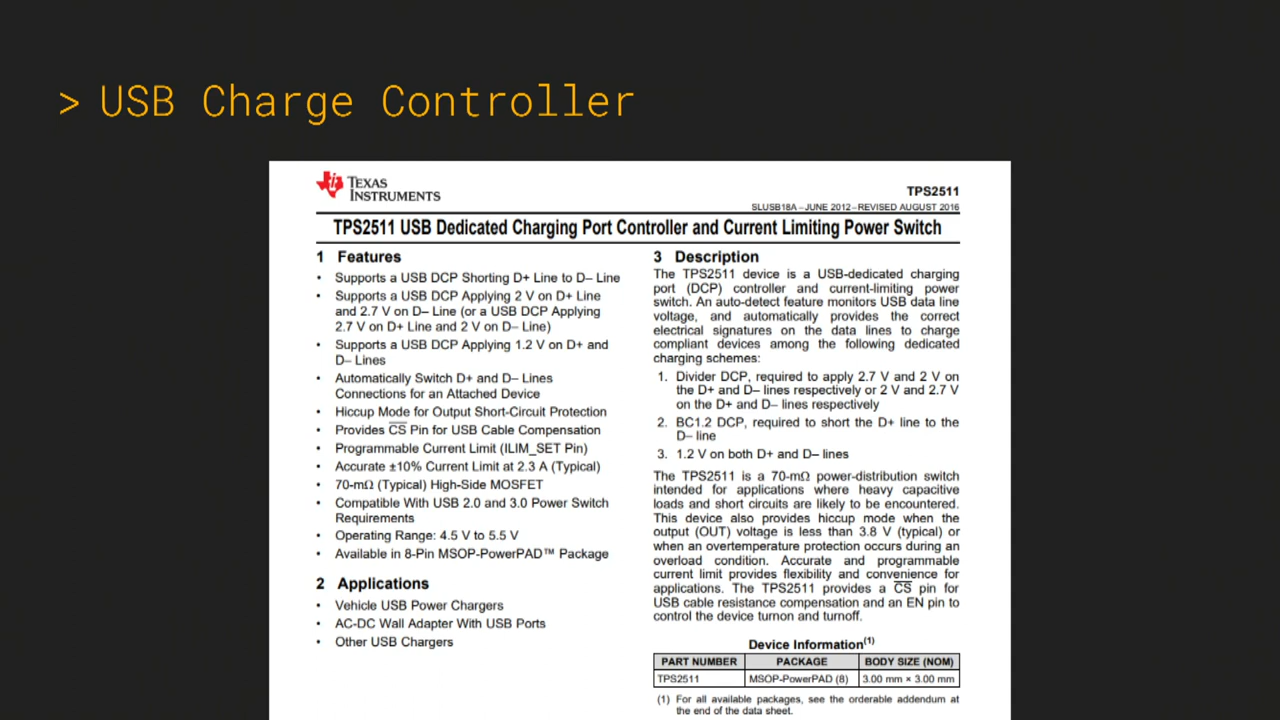 > USB Charge Controller
TEXAS
INSTRUMENTS
TPS2511
SLUSB18A –JUNE 2012–REVISED AUGUST 2016
TPS2511 USB Dedicated Charging Port Controller and Current Limiting Power Switch
1 Features
• Supports a USB DCP Shorting D+ Line to D– Line
• Supports a USB DCP Applying 2 V on D+ Line
and 2.7 V on D– Line (or a USB DCP Applying
2.7 V on D+ Line and 2 V on D– Line)
• Supports a USB DCP Applying 1.2 V on D+ and
D– Lines
• Automatically Switch D+ and D– Lines
Connections for an Attached Device
• Hiccup Mode for Output Short-Circuit Protection
• Provides C̅S̅ Pin for USB Cable Compensation
• Programmable Current Limit (ILIM_SET Pin)
• Accurate ±10% Current Limit at 2.3 A (Typical)
• 70-mΩ (Typical) High-Side MOSFET
• Compatible With USB 2.0 and 3.0 Power Switch
Requirements
• Operating Range: 4.5 V to 5.5 V
• Available in 8-Pin MSOP-PowerPAD™ Package
2 Applications
• Vehicle USB Power Chargers
• AC-DC Wall Adapter With USB Ports
• Other USB Chargers
3 Description
The TPS2511 device is a USB-dedicated charging
port (DCP) controller and current-limiting power
switch. An auto-detect feature monitors USB data line
voltage, and automatically provides the correct
electrical signatures on the data lines to charge
compliant devices among the following dedicated
charging schemes:
1. Divider DCP, required to apply 2.7 V and 2 V on
the D+ and D– lines respectively or 2 V and 2.7 V
on the D+ and D– lines respectively
2. BC1.2 DCP, required to short the D+ line to the
D– line
3. 1.2 V on both D+ and D– lines
The TPS2511 is a 70-mΩ power-distribution switch
intended for applications where heavy capacitive
loads and short circuits are likely to be encountered.
This device also provides hiccup mode when the
output (OUT) voltage is less than 3.8 V (typical) or
when an overtemperature protection occurs during an
overload condition. Accurate and programmable
current limit provides flexibility and convenience for
applications. The TPS2511 provides a C̅S̅ pin for
USB cable resistance compensation and an EN pin to
control the device turnon and turnoff.
Device Information(1)
PART NUMBER PACKAGE BODY SIZE (NOM)
TPS2511 MSOP-PowerPAD (8) 3.00 mm × 3.00 mm
(1) For all available packages, see the orderable addendum at
the end of the data sheet.